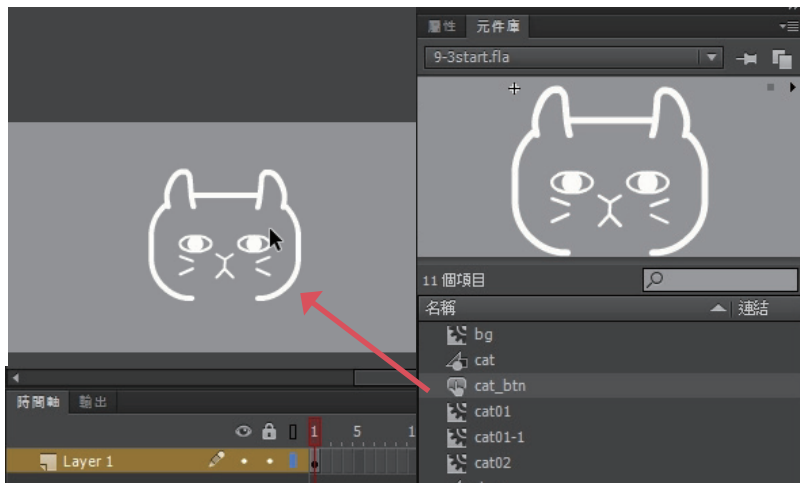 屬性 元件庫
9-3start.fla
11 個項目
名稱 連結
bg
cat
cat_btn
cat01
cat01-1
cat02
時間軸 輸出
1 5 1
Layer 1